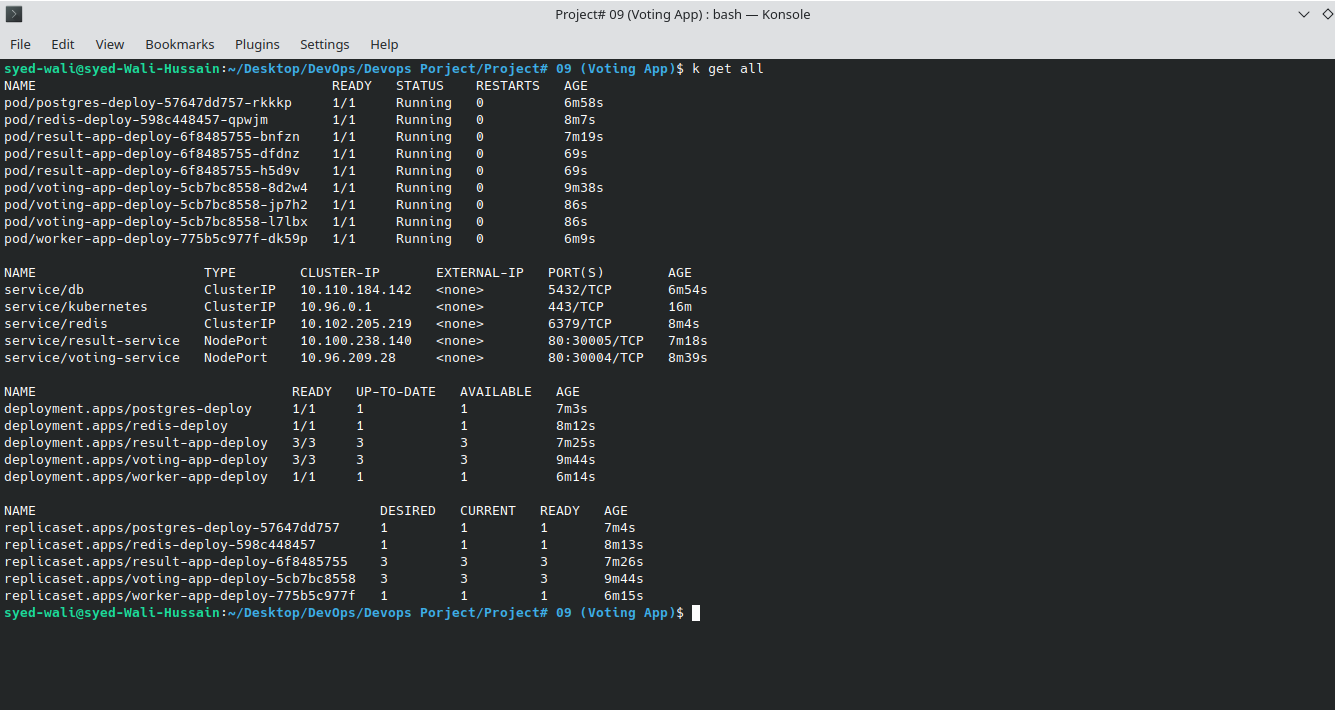 Project# 09 (Voting App) : bash — Konsole
File Edit View Bookmarks Plugins Settings Help
syed-wali@syed-Wali-Hussain:~/Desktop/DevOps/Devops Porject/Project# 09 (Voting App)$ k get all
NAME READY STATUS RESTARTS AGE
pod/postgres-deploy-57647dd757-rkkkp 1/1 Running 0 6m58s
pod/redis-deploy-598c448457-qpwjm 1/1 Running 0 8m7s
pod/result-app-deploy-6f8485755-bnfzn 1/1 Running 0 7m19s
pod/result-app-deploy-6f8485755-dfdnz 1/1 Running 0 69s
pod/result-app-deploy-6f8485755-h5d9v 1/1 Running 0 69s
pod/voting-app-deploy-5cb7bc8558-8d2w4 1/1 Running 0 9m38s
pod/voting-app-deploy-5cb7bc8558-jp7h2 1/1 Running 0 86s
pod/voting-app-deploy-5cb7bc8558-l7lbx 1/1 Running 0 86s
pod/worker-app-deploy-775b5c977f-dk59p 1/1 Running 0 6m9s
NAME TYPE CLUSTER-IP EXTERNAL-IP PORT(S) AGE
service/db ClusterIP 10.110.184.142 <none> 5432/TCP 6m54s
service/kubernetes ClusterIP 10.96.0.1 <none> 443/TCP 16m
service/redis ClusterIP 10.102.205.219 <none> 6379/TCP 8m4s
service/result-service NodePort 10.100.238.140 <none> 80:30005/TCP 7m18s
service/voting-service NodePort 10.96.209.28 <none> 80:30004/TCP 8m39s
NAME READY UP-TO-DATE AVAILABLE AGE
deployment.apps/postgres-deploy 1/1 1 1 7m3s
deployment.apps/redis-deploy 1/1 1 1 8m12s
deployment.apps/result-app-deploy 3/3 3 3 7m25s
deployment.apps/voting-app-deploy 3/3 3 3 9m44s
deployment.apps/worker-app-deploy 1/1 1 1 6m14s
NAME DESIRED CURRENT READY AGE
replicaset.apps/postgres-deploy-57647dd757 1 1 1 7m4s
replicaset.apps/redis-deploy-598c448457 1 1 1 8m13s
replicaset.apps/result-app-deploy-6f8485755 3 3 3 7m26s
replicaset.apps/voting-app-deploy-5cb7bc8558 3 3 3 9m44s
replicaset.apps/worker-app-deploy-775b5c977f 1 1 1 6m15s
syed-wali@syed-Wali-Hussain:~/Desktop/DevOps/Devops Porject/Project# 09 (Voting App)$